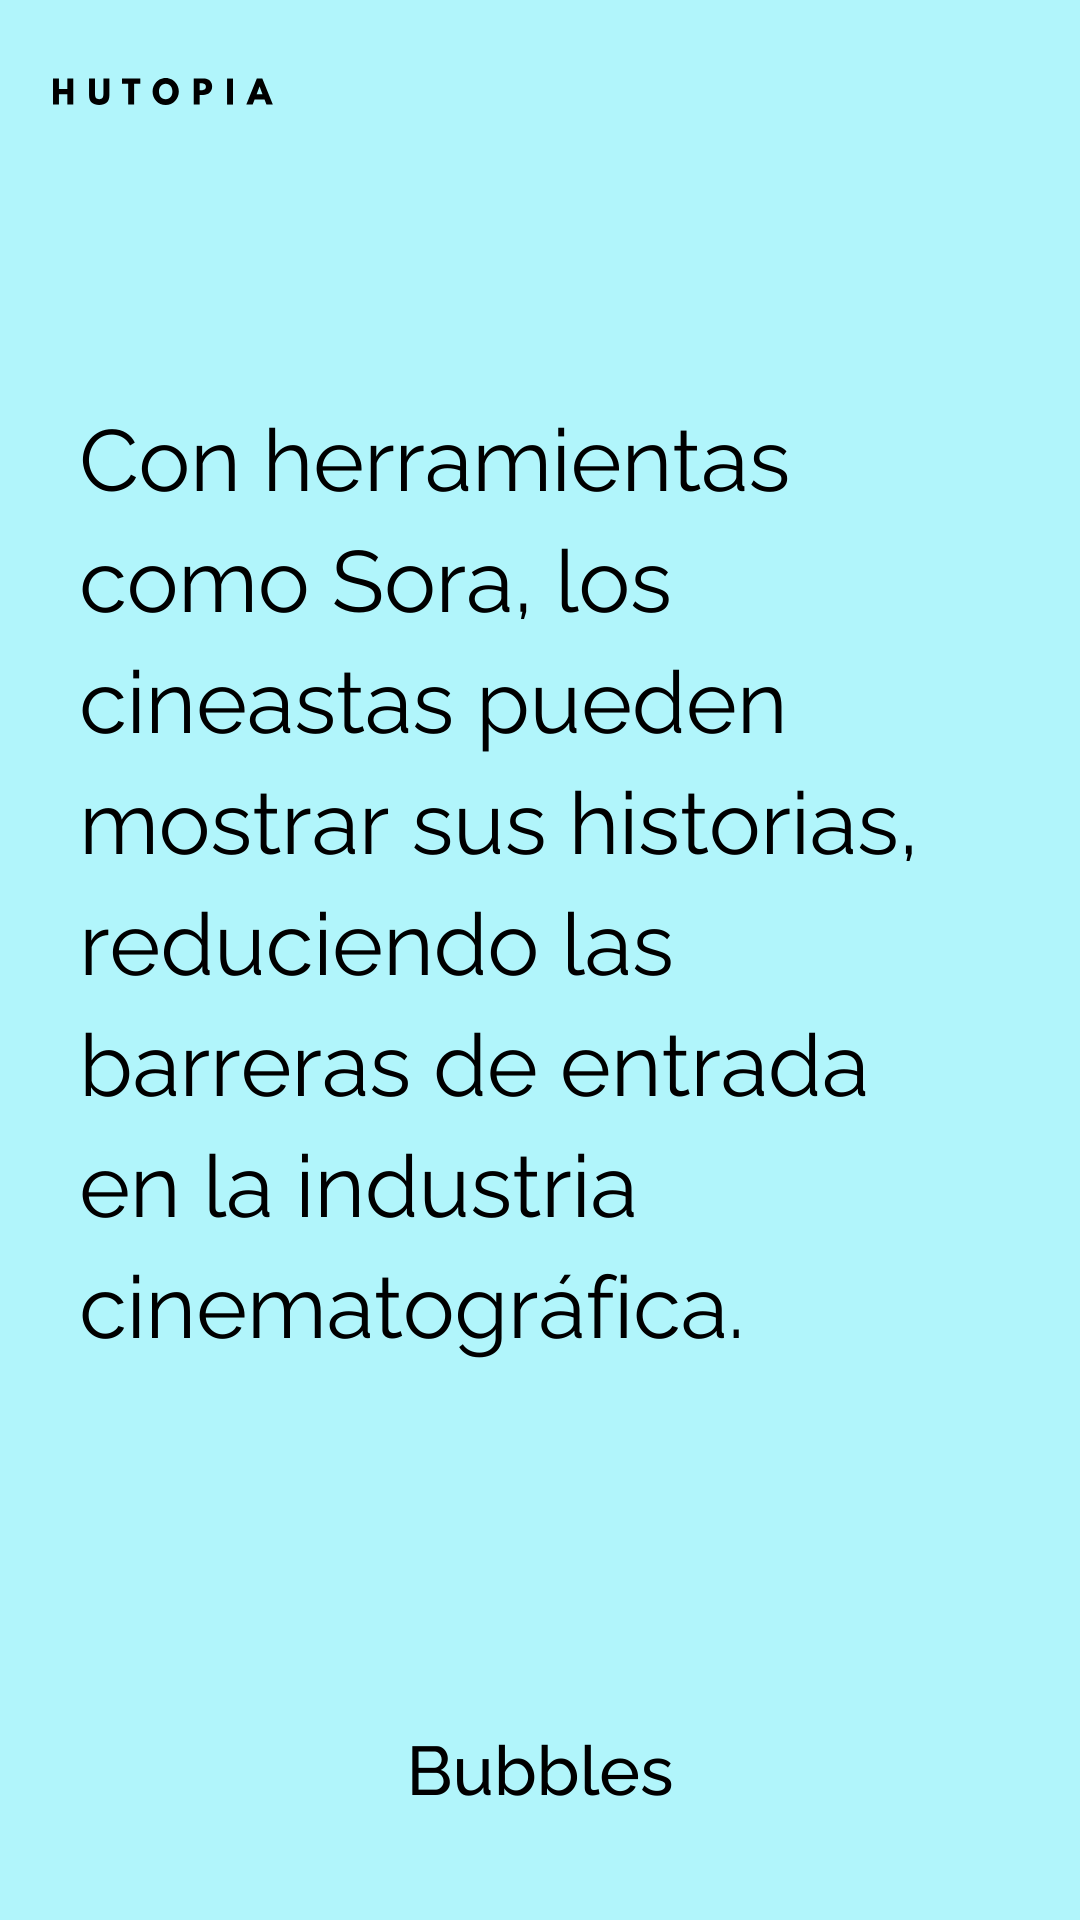 HUTOPIA
Con herramientas
como Sora, los
cineastas pueden
mostrar sus historias,
reduciendo las
barreras de entrada
en la industria
cinematográfica.
Bubbles